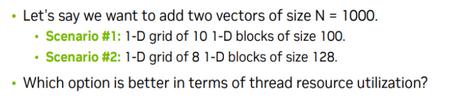 • Let's say we want to add two vectors of size N = 1000.
• Scenario #1: 1-D grid of 10 1-D blocks of size 100.
• Scenario #2: 1-D grid of 8 1-D blocks of size 128.
• Which option is better in terms of thread resource utilization?